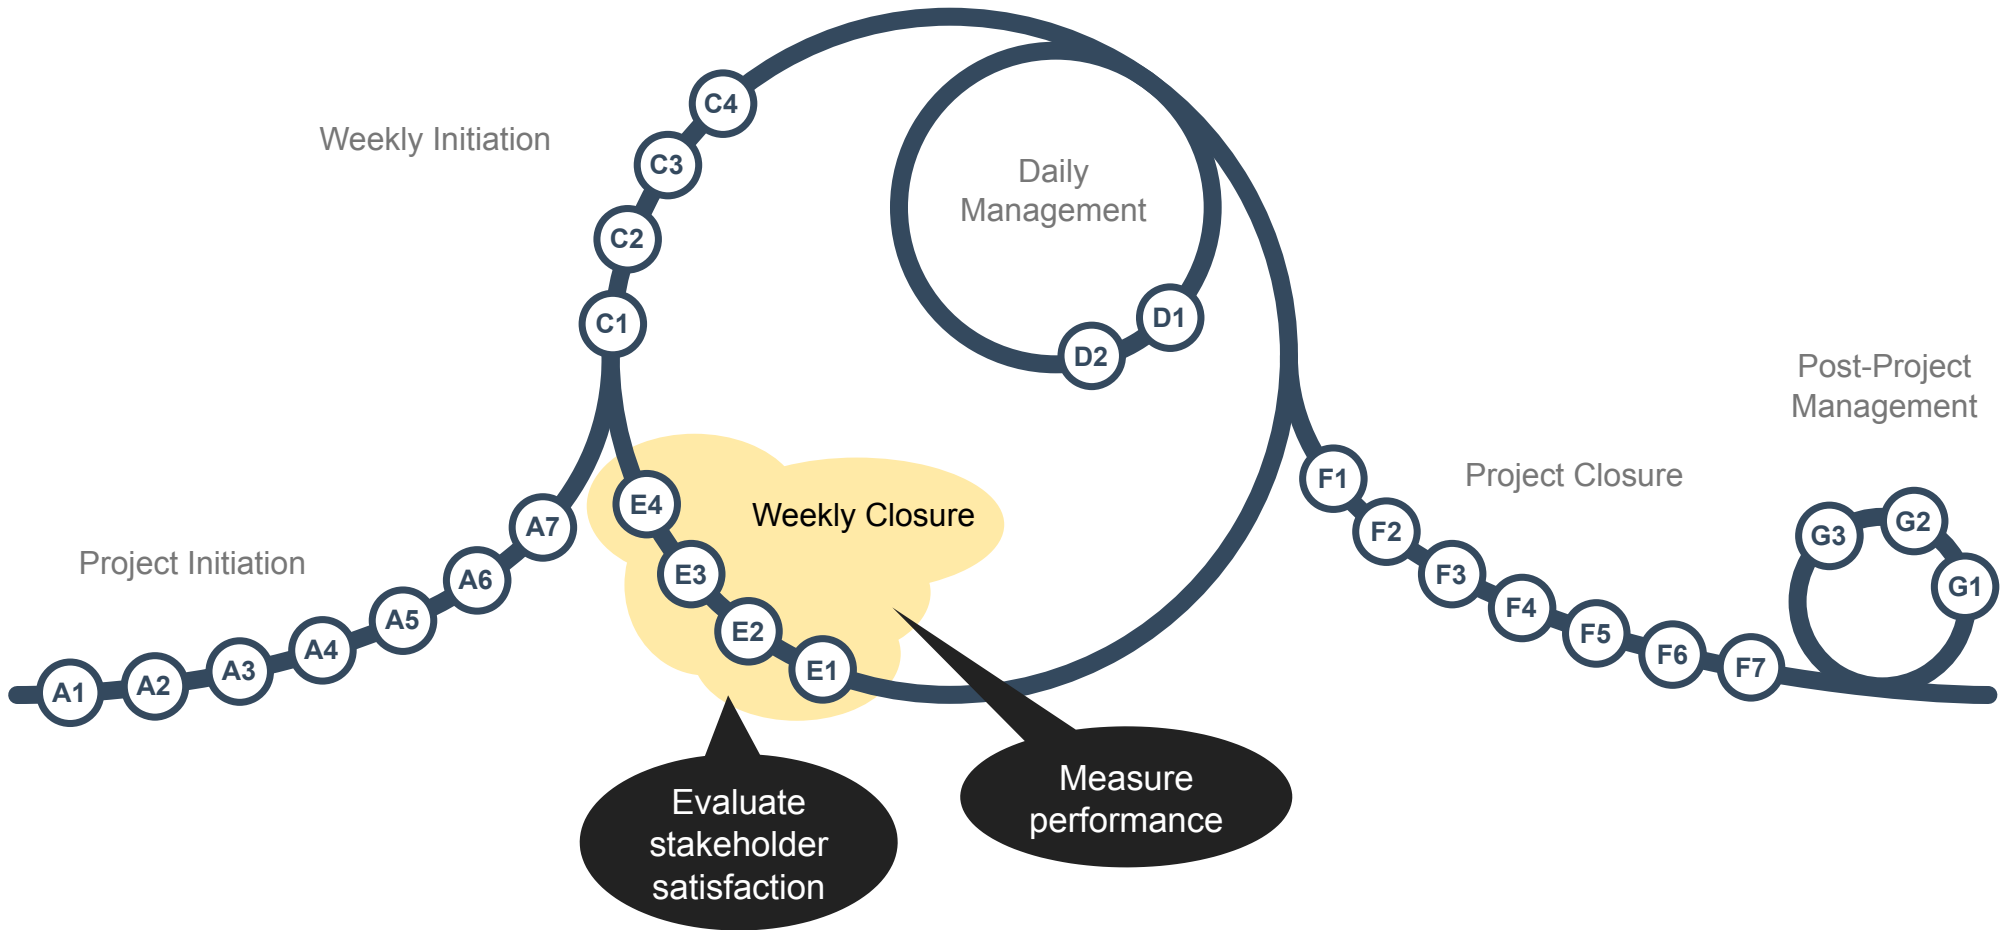 C4
Weekly Initiation
C3
Daily
Management
C2
C1
D1
D2
Post-Project
Management
F1
Project Closure
E4
Weekly Closure
A7
F2
G3
G2
Project Initiation
A6
E3
F3
G1
A5
E2
F4
A4
F5
A3
E1
F6
A2
F7
A1
Evaluate
stakeholder
satisfaction
Measure
performance